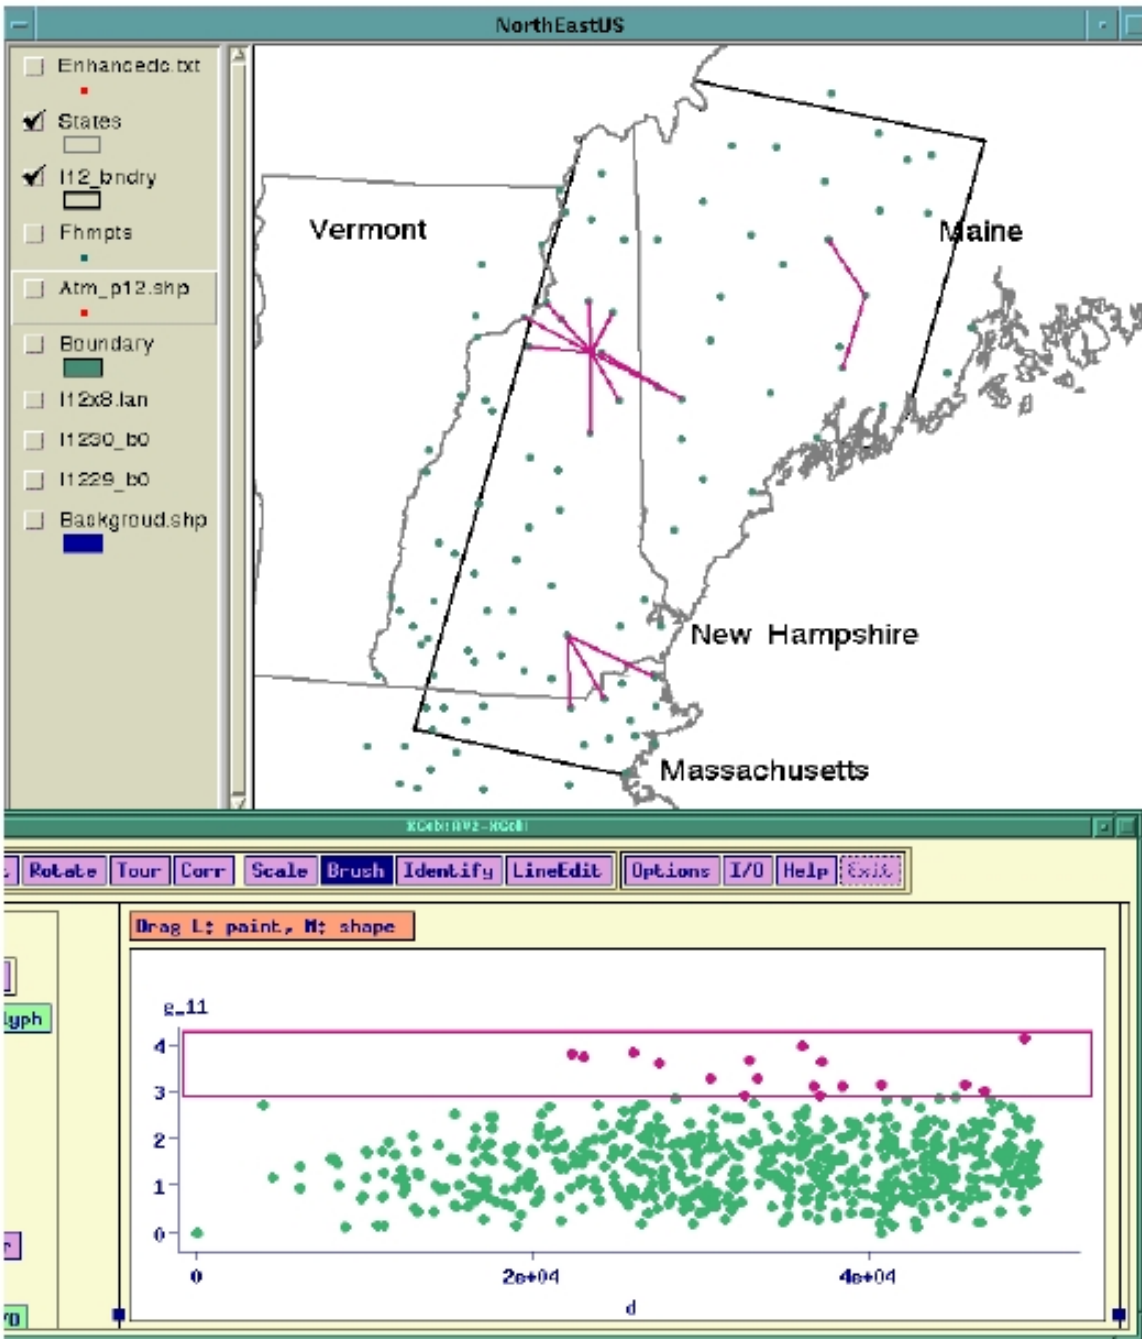 NorthEastUS
Enhancedc.txt
States
l12_bndry
Fhmpts
Atm_p12.shp
Boundary
l12x8.lan
l1230_b0
l1229_b0
Backgroud.shp
Vermont
Maine
New Hampshire
Massachusetts
Rotate Tour Corr Scale Brush Identify LineEdit Options I/O Help Exit
Drag L: paint, M: shape
lyph
g_11
4
3
2
1
0
0 2e+04 4e+04
d